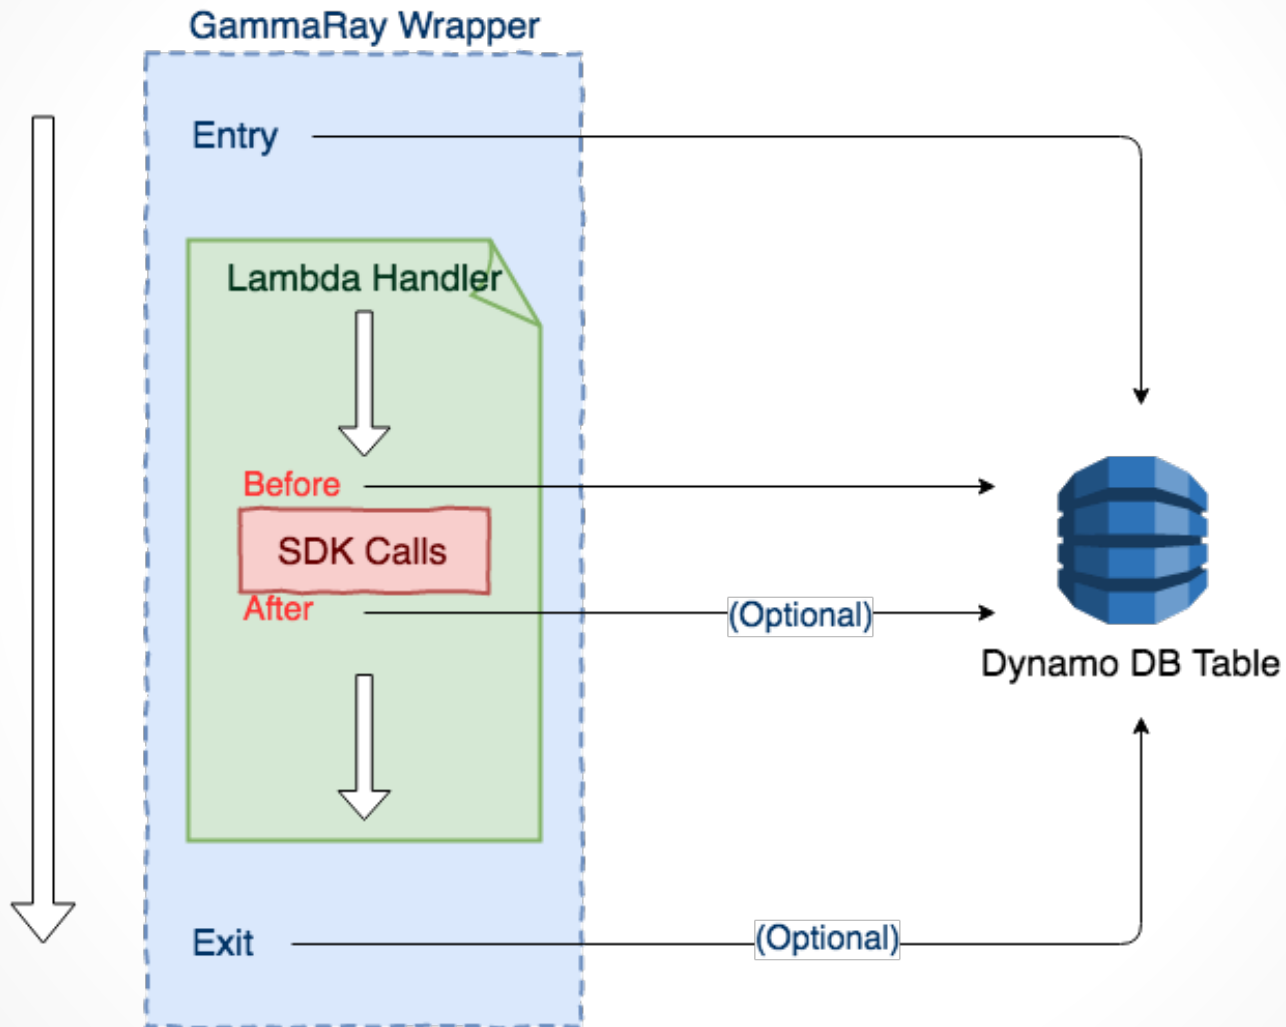 GammaRay Wrapper
Entry
Lambda Handler
Before
SDK Calls
After
(Optional)
Dynamo DB Table
Exit
(Optional)